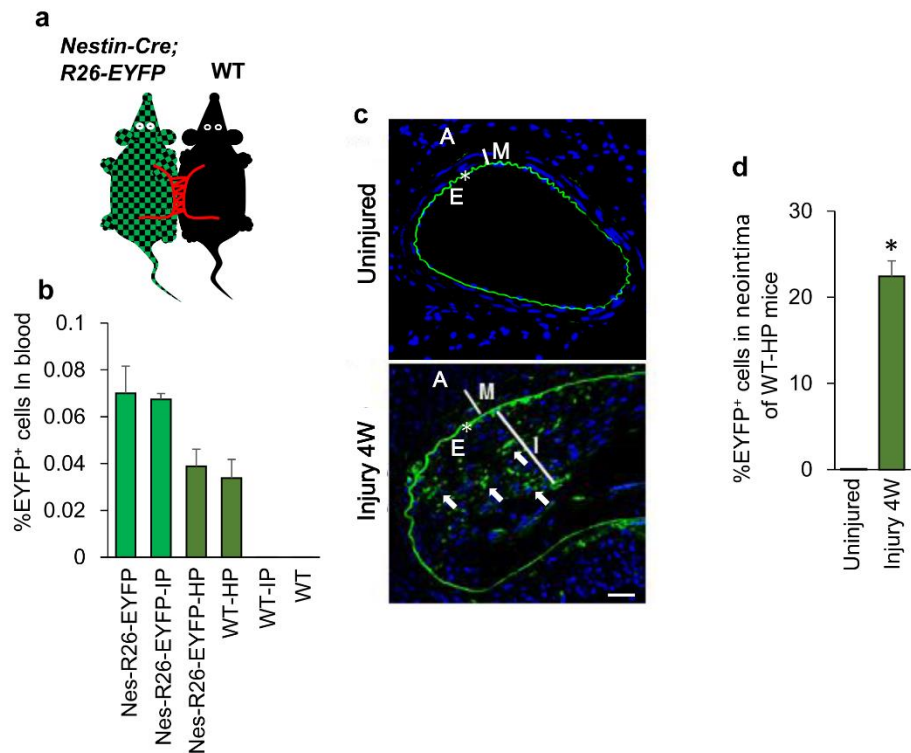 a
Nestin-Cre;
R26-EYFP
WT
b
%EYFP+ cells In blood
0.1
0.08
0.06
0.04
0.02
0
Nes-R26-EYFP
Nes-R26-EYFP-IP
Nes-R26-EYFP-HP
WT-HP
WT-IP
WT
c
Uninjured
A
M
*
E
Injury 4W
A
M
*
E
I
d
%EYFP+ cells in neointima
of WT-HP mice
30
20
10
0
*
Uninjured
Injury 4W